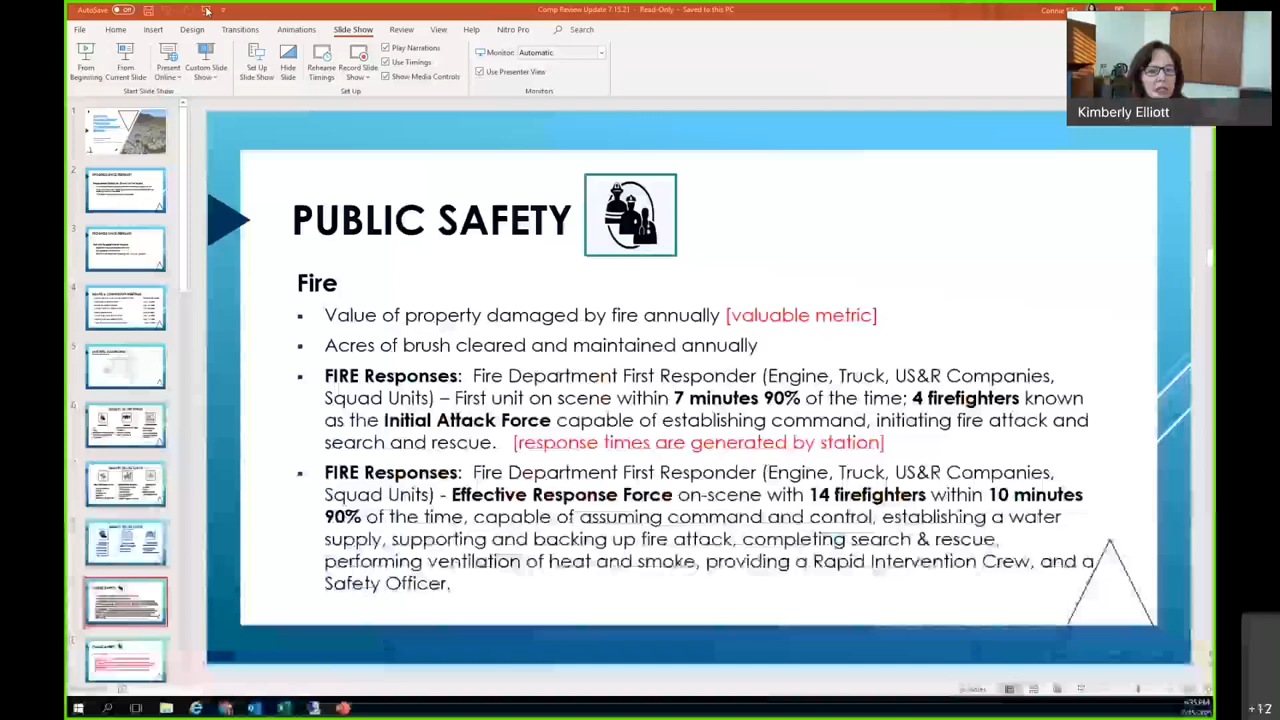 AutoSave Off
Comp Review Update 7.15.21 - Read-Only - Saved to this PC
File Home Insert Design Transitions Animations Slide Show Review View Help Nitro Pro Search
From Beginning
From Current Slide
Present Online
Custom Slide Show
Set Up Slide Show
Hide Slide
Rehearse Timings
Record Slide Show
Play Narrations
Use Timings
Show Media Controls
Monitor: Automatic
Use Presenter View
Start Slide Show
Set Up
Monitors
Kimberly Elliott
1
2
3
4
5
PUBLIC SAFETY
Fire
▪ Value of property damaged by fire annually [valuable metric]
▪ Acres of brush cleared and maintained annually
▪ FIRE Responses: Fire Department First Responder (Engine, Truck, US&R Companies,
Squad Units) – First unit on scene within 7 minutes 90% of the time; 4 firefighters known
as the Initial Attack Force capable of establishing command, initiating fire attack and
search and rescue. [response times are generated by station]
▪ FIRE Responses: Fire Department First Responder (Engine, Truck, US&R Companies,
Squad Units) - Effective Response Force on-scene with 14 firefighters within 10 minutes
90% of the time, capable of assuming command and control, establishing a water
supply, supporting and backing up fire attack, completing search & rescue,
performing ventilation of heat and smoke, providing a Rapid Intervention Crew, and a
Safety Officer.
+12